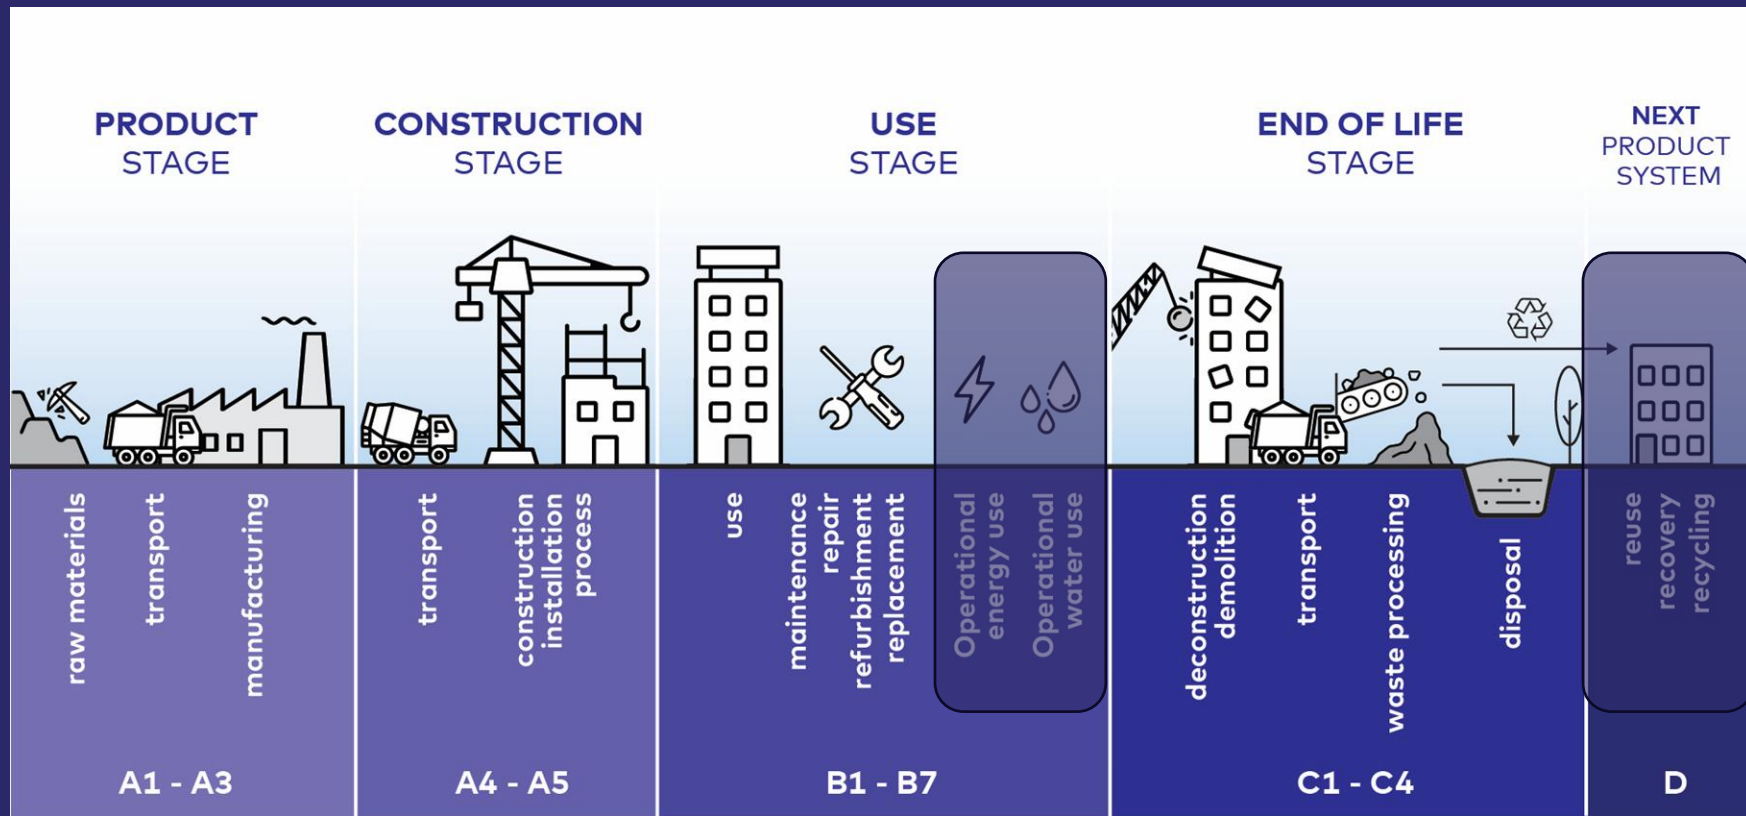 PRODUCT
STAGE
CONSTRUCTION
STAGE
USE
STAGE
END OF LIFE
STAGE
NEXT
PRODUCT
SYSTEM
raw materials
transport
manufacturing
transport
construction
installation
process
use
maintenance
repair
refurbishment
replacement
Operational
energy use
Operational
water use
deconstruction
demolition
transport
waste processing
disposal
reuse
recovery
recycling
A1 - A3
A4 - A5
B1 - B7
C1 - C4
D